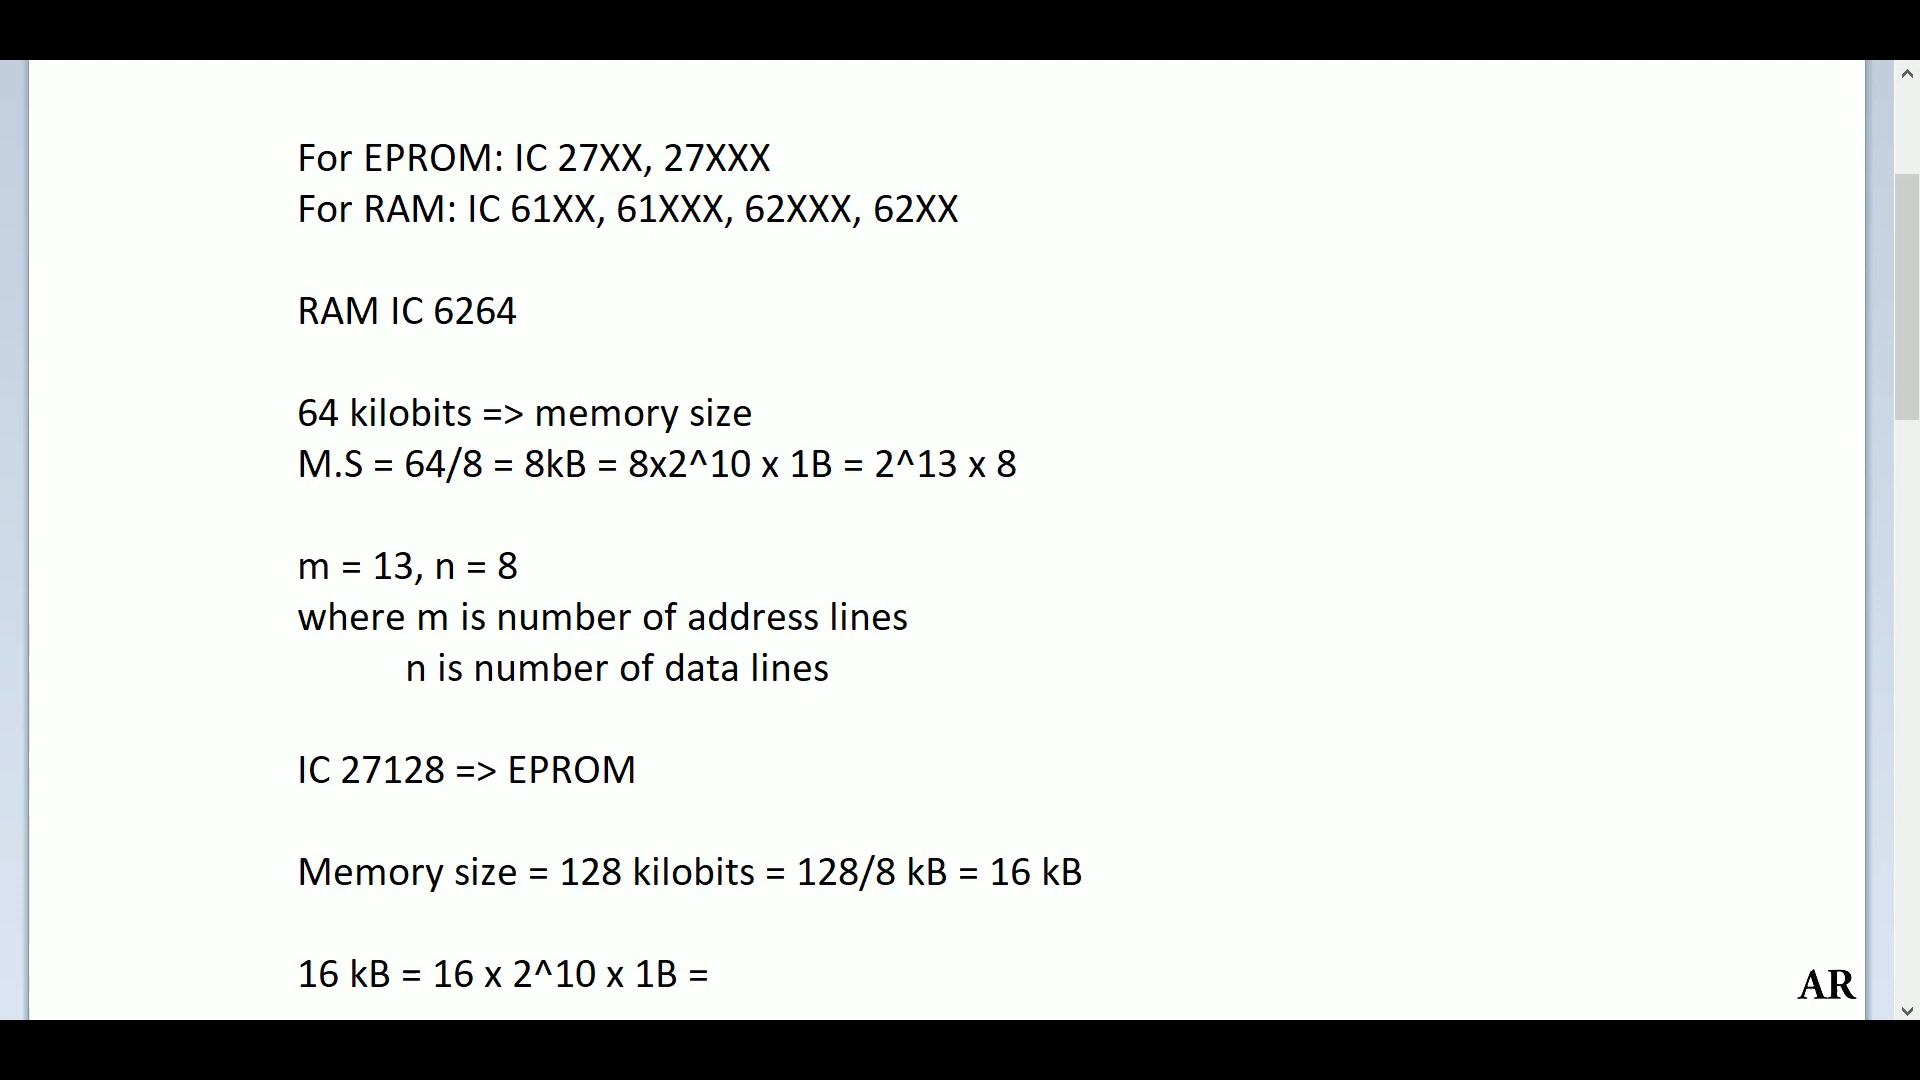 For EPROM: IC 27XX, 27XXX
For RAM: IC 61XX, 61XXX, 62XXX, 62XX
RAM IC 6264
64 kilobits => memory size
M.S = 64/8 = 8kB = 8x2^10 x 1B = 2^13 x 8
m = 13, n = 8
where m is number of address lines
n is number of data lines
IC 27128 => EPROM
Memory size = 128 kilobits = 128/8 kB = 16 kB
16 kB = 16 x 2^10 x 1B =
AR